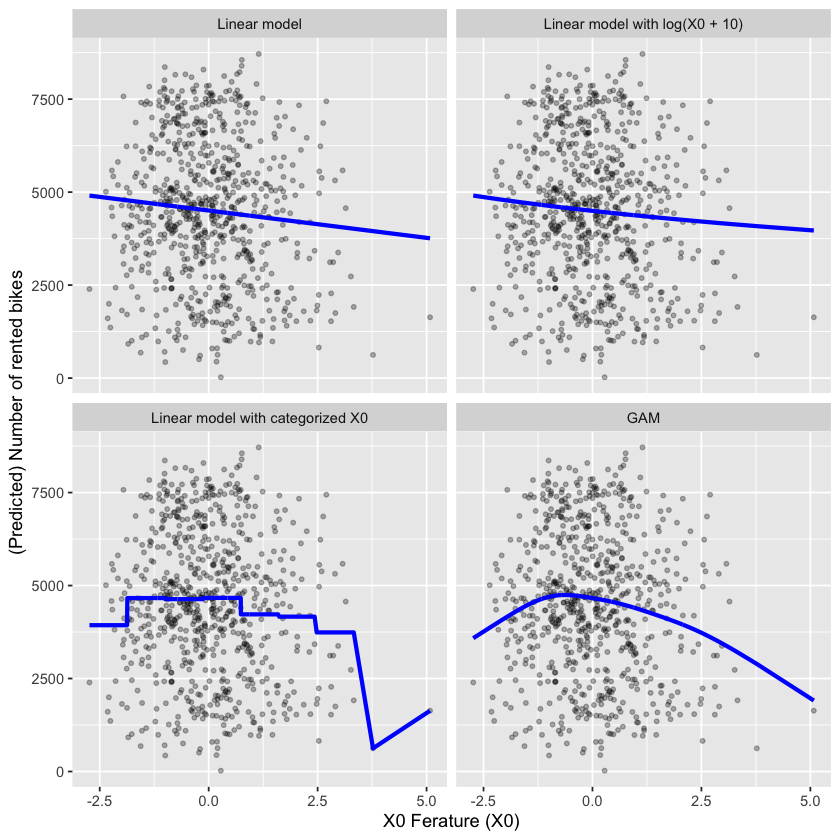 Linear model
Linear model with log(X0 + 10)
7500
5000
2500
0
Linear model with categorized X0
GAM
7500
5000
2500
0
-2.5 0.0 2.5 5.0
-2.5 0.0 2.5 5.0
X0 Ferature (X0)
(Predicted) Number of rented bikes